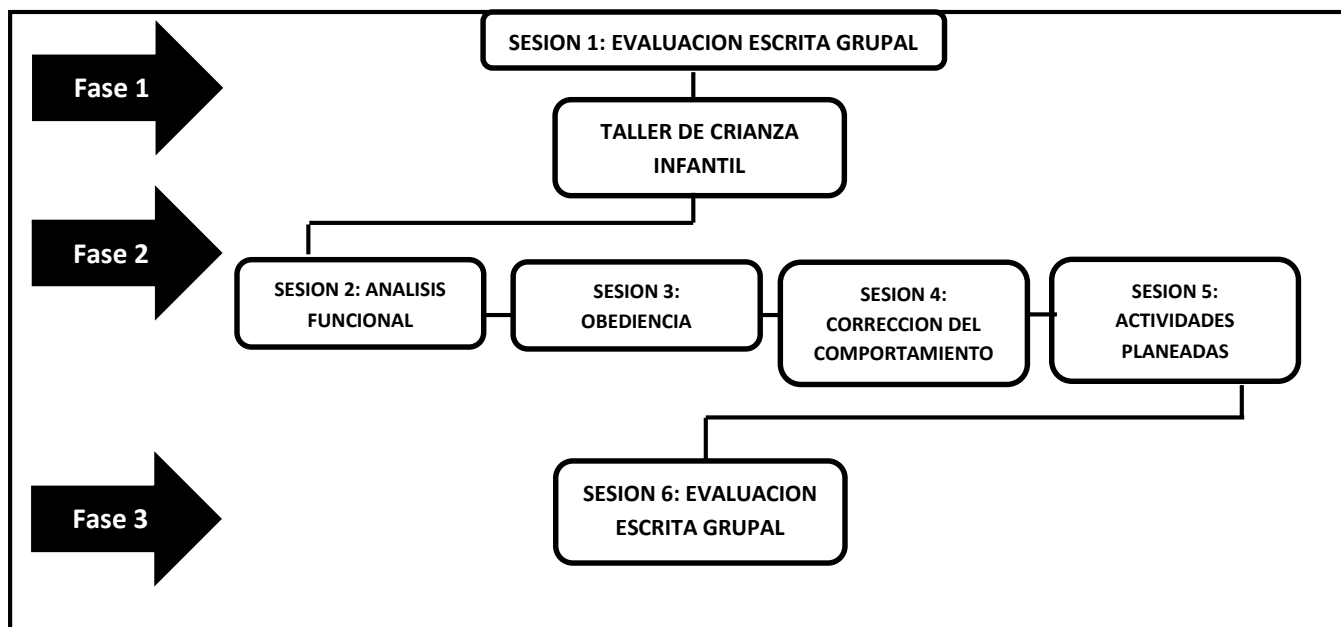 SESION 1: EVALUACION ESCRITA GRUPAL
Fase 1
TALLER DE CRIANZA
INFANTIL
Fase 2
SESION 2: ANALISIS
FUNCIONAL
SESION 3:
OBEDIENCIA
SESION 4:
CORRECCION DEL
COMPORTAMIENTO
SESION 5:
ACTIVIDADES
PLANEADAS
Fase 3
SESION 6: EVALUACION
ESCRITA GRUPAL